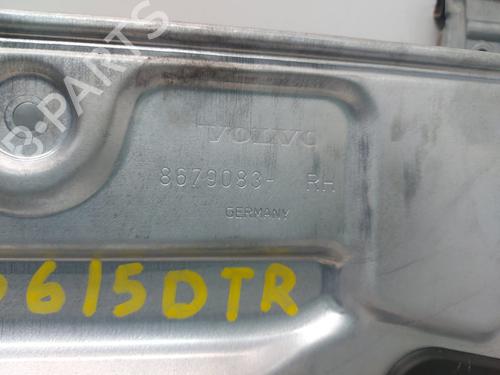 B-PARTS
VOLVO
8679083- RH
GERMANY
615DTR